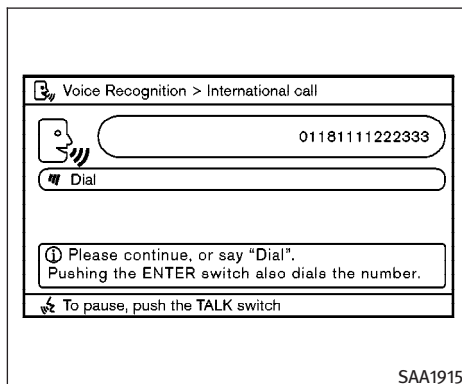 Voice Recognition > International call
01181111222333
Dial
Please continue, or say “Dial”.
Pushing the ENTER switch also dials the number.
To pause, push the TALK switch
SAA1915